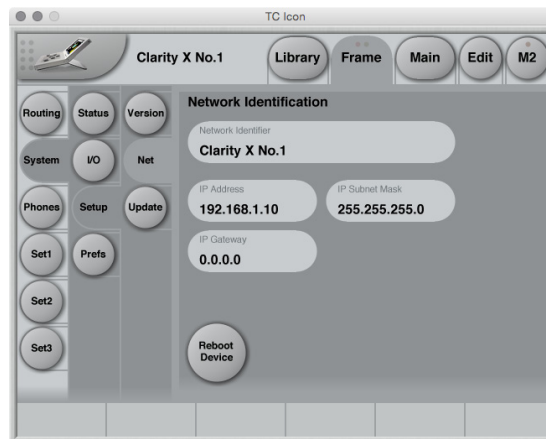 TC Icon
Clarity X No.1
Library
Frame
Main
Edit
M2
Routing
Status
Version
Network Identification
Network Identifier
Clarity X No.1
System
I/O
Net
IP Address
IP Subnet Mask
192.168.1.10
255.255.255.0
Phones
Setup
Update
IP Gateway
0.0.0.0
Set1
Prefs
Set2
Set3
Reboot
Device